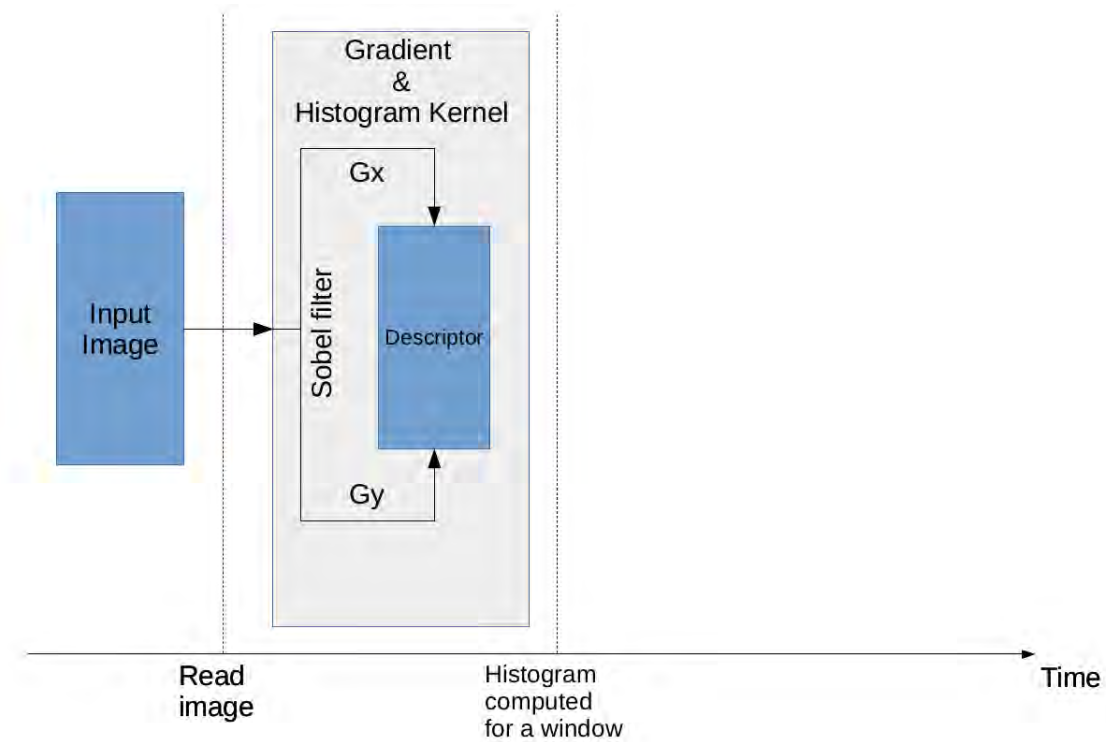 Gradient
&
Histogram Kernel
Gx
Input
Image
Sobel filter
Descriptor
Gy
Read
image
Histogram
computed
for a window
Time